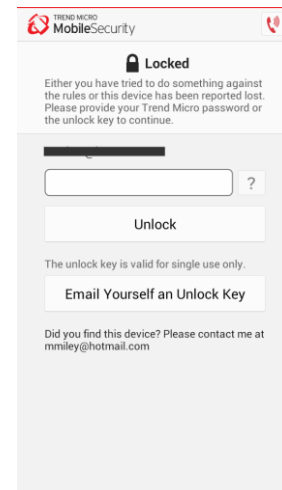 TREND MICRO
MobileSecurity
Locked
Either you have tried to do something against
the rules or this device has been reported lost.
Please provide your Trend Micro password or
the unlock key to continue.
?
Unlock
The unlock key is valid for single use only.
Email Yourself an Unlock Key
Did you find this device? Please contact me at
mmiley@hotmail.com